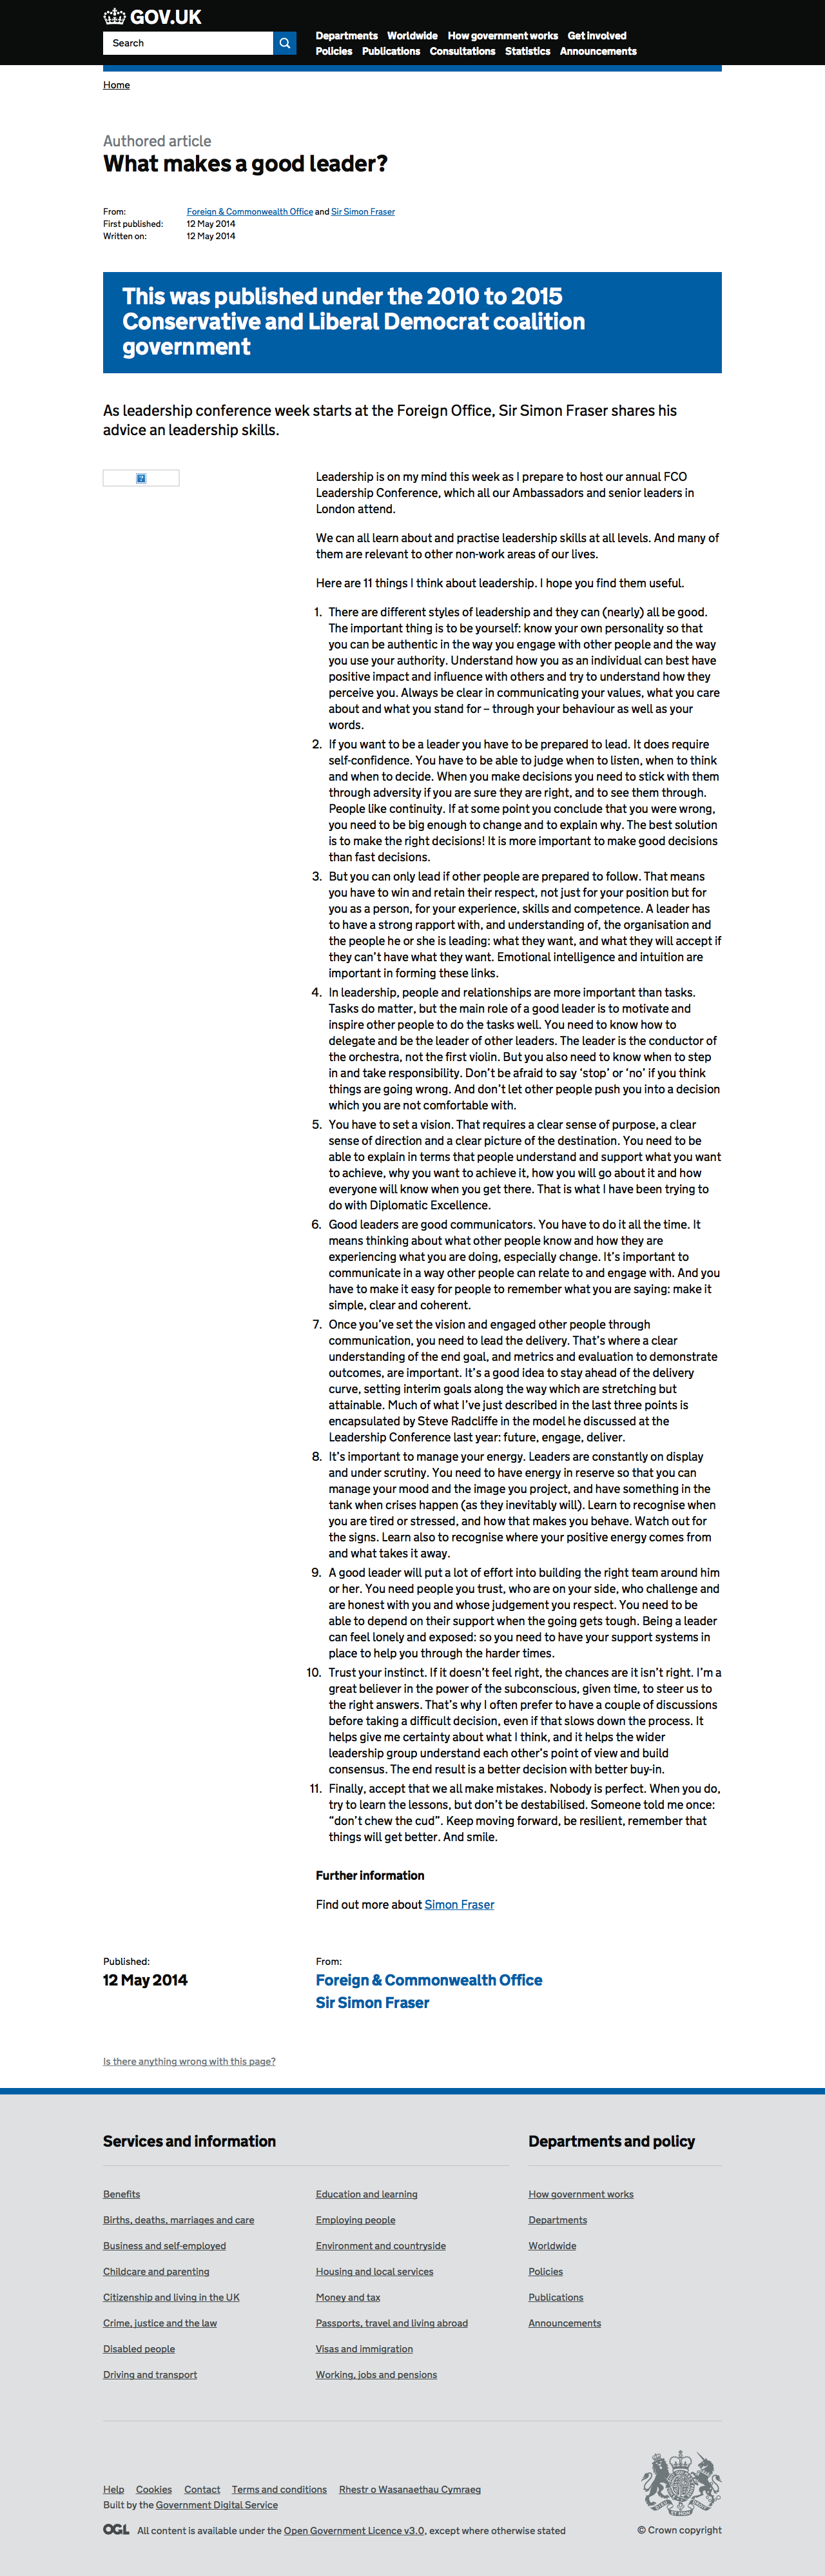 GOV.UK
Search
Departments Worldwide How government works Get involved
Policies Publications Consultations Statistics Announcements
Home
Authored article
What makes a good leader?
From: Foreign & Commonwealth Office and Sir Simon Fraser
First published: 12 May 2014
Written on: 12 May 2014
This was published under the 2010 to 2015
Conservative and Liberal Democrat coalition
government
As leadership conference week starts at the Foreign Office, Sir Simon Fraser shares his
advice an leadership skills.
Leadership is on my mind this week as I prepare to host our annual FCO
Leadership Conference, which all our Ambassadors and senior leaders in
London attend.
We can all learn about and practise leadership skills at all levels. And many of
them are relevant to other non-work areas of our lives.
Here are 11 things I think about leadership. I hope you find them useful.
1. There are different styles of leadership and they can (nearly) all be good.
The important thing is to be yourself: know your own personality so that
you can be authentic in the way you engage with other people and the way
you use your authority. Understand how you as an individual can best have
positive impact and influence with others and try to understand how they
perceive you. Always be clear in communicating your values, what you care
about and what you stand for – through your behaviour as well as your
words.
2. If you want to be a leader you have to be prepared to lead. It does require
self-confidence. You have to be able to judge when to listen, when to think
and when to decide. When you make decisions you need to stick with them
through adversity if you are sure they are right, and to see them through.
People like continuity. If at some point you conclude that you were wrong,
you need to be big enough to change and to explain why. The best solution
is to make the right decisions! It is more important to make good decisions
than fast decisions.
3. But you can only lead if other people are prepared to follow. That means
you have to win and retain their respect, not just for your position but for
you as a person, for your experience, skills and competence. A leader has
to have a strong rapport with, and understanding of, the organisation and
the people he or she is leading: what they want, and what they will accept if
they can’t have what they want. Emotional intelligence and intuition are
important in forming these links.
4. In leadership, people and relationships are more important than tasks.
Tasks do matter, but the main role of a good leader is to motivate and
inspire other people to do the tasks well. You need to know how to
delegate and be the leader of other leaders. The leader is the conductor of
the orchestra, not the first violin. But you also need to know when to step
in and take responsibility. Don’t be afraid to say ‘stop’ or ‘no’ if you think
things are going wrong. And don’t let other people push you into a decision
which you are not comfortable with.
5. You have to set a vision. That requires a clear sense of purpose, a clear
sense of direction and a clear picture of the destination. You need to be
able to explain in terms that people understand and support what you want
to achieve, why you want to achieve it, how you will go about it and how
everyone will know when you get there. That is what I have been trying to
do with Diplomatic Excellence.
6. Good leaders are good communicators. You have to do it all the time. It
means thinking about what other people know and how they are
experiencing what you are doing, especially change. It’s important to
communicate in a way other people can relate to and engage with. And you
have to make it easy for people to remember what you are saying: make it
simple, clear and coherent.
7. Once you’ve set the vision and engaged other people through
communication, you need to lead the delivery. That’s where a clear
understanding of the end goal, and metrics and evaluation to demonstrate
outcomes, are important. It’s a good idea to stay ahead of the delivery
curve, setting interim goals along the way which are stretching but
attainable. Much of what I’ve just described in the last three points is
encapsulated by Steve Radcliffe in the model he discussed at the
Leadership Conference last year: future, engage, deliver.
8. It’s important to manage your energy. Leaders are constantly on display
and under scrutiny. You need to have energy in reserve so that you can
manage your mood and the image you project, and have something in the
tank when crises happen (as they inevitably will). Learn to recognise when
you are tired or stressed, and how that makes you behave. Watch out for
the signs. Learn also to recognise where your positive energy comes from
and what takes it away.
9. A good leader will put a lot of effort into building the right team around him
or her. You need people you trust, who are on your side, who challenge and
are honest with you and whose judgement you respect. You need to be
able to depend on their support when the going gets tough. Being a leader
can feel lonely and exposed: so you need to have your support systems in
place to help you through the harder times.
10. Trust your instinct. If it doesn’t feel right, the chances are it isn’t right. I’m a
great believer in the power of the subconscious, given time, to steer us to
the right answers. That’s why I often prefer to have a couple of discussions
before taking a difficult decision, even if that slows down the process. It
helps give me certainty about what I think, and it helps the wider
leadership group understand each other’s point of view and build
consensus. The end result is a better decision with better buy-in.
11. Finally, accept that we all make mistakes. Nobody is perfect. When you do,
try to learn the lessons, but don’t be destabilised. Someone told me once:
“don’t chew the cud”. Keep moving forward, be resilient, remember that
things will get better. And smile.
Further information
Find out more about Simon Fraser
Published:
12 May 2014
From:
Foreign & Commonwealth Office
Sir Simon Fraser
Is there anything wrong with this page?
Services and information
Benefits
Births, deaths, marriages and care
Business and self-employed
Childcare and parenting
Citizenship and living in the UK
Crime, justice and the law
Disabled people
Driving and transport
Education and learning
Employing people
Environment and countryside
Housing and local services
Money and tax
Passports, travel and living abroad
Visas and immigration
Working, jobs and pensions
Departments and policy
How government works
Departments
Worldwide
Policies
Publications
Announcements
Help Cookies Contact Terms and conditions Rhestr o Wasanaethau Cymraeg
Built by the Government Digital Service
OGL All content is available under the Open Government Licence v3.0, except where otherwise stated
© Crown copyright